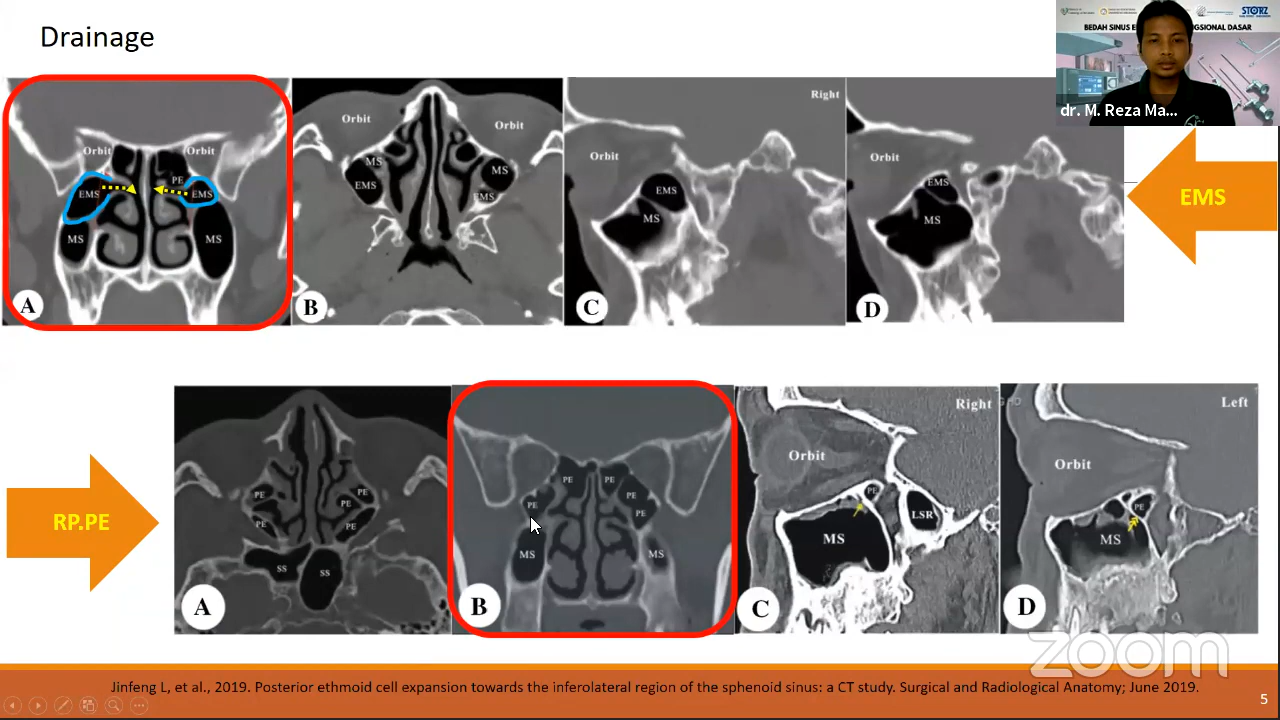 Drainage
BEDAH SINUS E
GSIONAL DASAR
STORZ
dr. M. Reza Ma...
Orbit
Orbit
PE
EMS
EMS
MS
MS
A
Orbit
Orbit
MS
MS
EMS
EMS
B
Right
Orbit
EMS
MS
C
Orbit
EMS
MS
D
EMS
RP.PE
PE
PE
PE
PE
PE
SS
SS
A
PE
PE
PE
PE
PE
MS
MS
B
Right
Orbit
PE
LSR
MS
C
Left
Orbit
PE
MS
D
zoom
Jinfeng L, et al., 2019. Posterior ethmoid cell expansion towards the inferolateral region of the sphenoid sinus: a CT study. Surgical and Radiological Anatomy; June 2019.
5